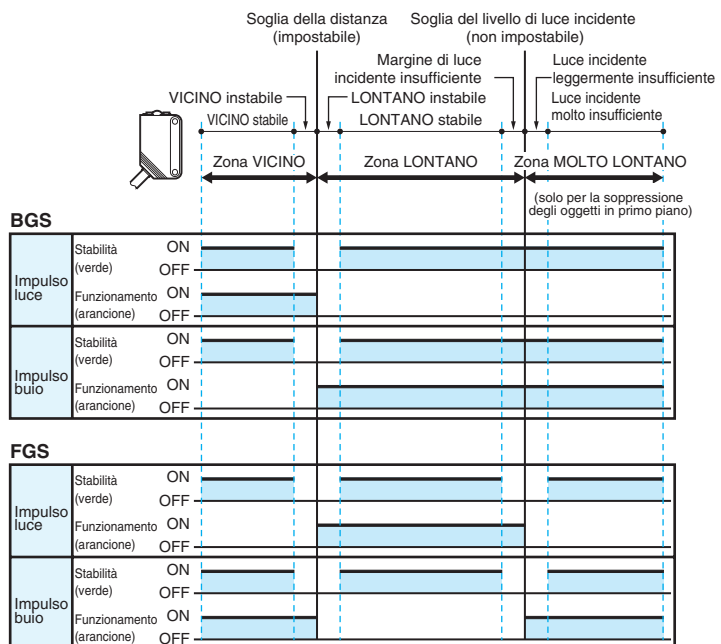 Soglia della distanza
(impostabile)
Soglia del livello di luce incidente
(non impostabile)
Margine di luce
incidente insufficiente
Luce incidente
leggermente insufficiente
VICINO instabile
LONTANO instabile
Luce incidente
molto insufficiente
VICINO stabile
LONTANO stabile
Zona VICINO
Zona LONTANO
Zona MOLTO LONTANO
(solo per la soppressione
degli oggetti in primo piano)
BGS
Impulso
luce
Stabilità
(verde)
ON
OFF
Funzionamento
(arancione)
ON
OFF
Impulso
buio
Stabilità
(verde)
ON
OFF
Funzionamento
(arancione)
ON
OFF
FGS
Impulso
luce
Stabilità
(verde)
ON
OFF
Funzionamento
(arancione)
ON
OFF
Impulso
buio
Stabilità
(verde)
ON
OFF
Funzionamento
(arancione)
ON
OFF